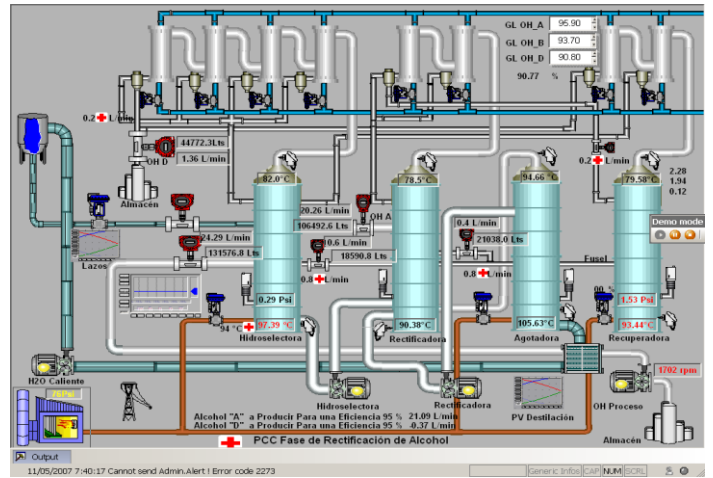 GL OH_A 95.90
GL OH_B 93.70
GL OH_D 90.80
90.77 %
0.2 L/min
44772.3Lts
OH D
1.36 L/min
Almacén
0.2 L/min
2.28
1.94
0.12
82.0°C
78.5°C
94.66 °C
79.58°C
Demo mode
20.26 L/min
OH A
106492.6 Lts
0.4 L/min
24.29 L/min
10.6 L/min
21038.0 Lts
131576.8 Lts
18590.8 Lts
Fusel
Lazos
0.8 L/min
0.8 L/min
0.29 Psi
1.53 Psi
94 °C
97.39 °C
90.38°C
105.63°C
93.44°C
Hidroselectora
Rectificadora
Agotadora
Recuperadora
H2O Caliente
1702 rpm
76Psi
Hidroselectora
Rectificadora
PV Destilación
OH Proceso
Alcohol "A" a Producir Para una Eficiencia 95 % 21.09 L/min
Alcohol "D" a Producir Para una Eficiencia 95 % -0.37 L/min
Almacén
PCC Fase de Rectificación de Alcohol
Output
11/05/2007 7:40:17 Cannot send Admin.Alert ! Error code 2273
Generic Infos CAP NUM SCRL